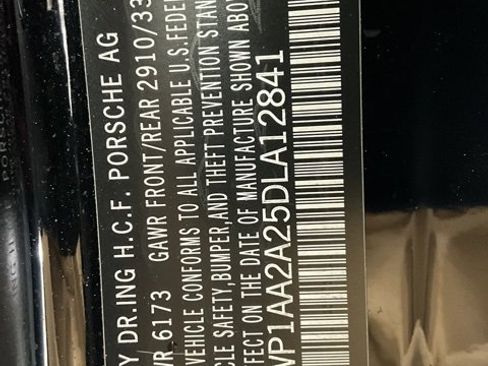 Y DR.ING H.C.F. PORSCHE AG
WR 6173 GAWR FRONT/REAR 2910/33
VEHICLE CONFORMS TO ALL APPLICABLE U.S.FEDE
CLE SAFETY,BUMPER,AND THEFT PREVENTION STAN
FFECT ON THE DATE OF MANUFACTURE SHOWN ABO
WP1AA2A25DLA12841